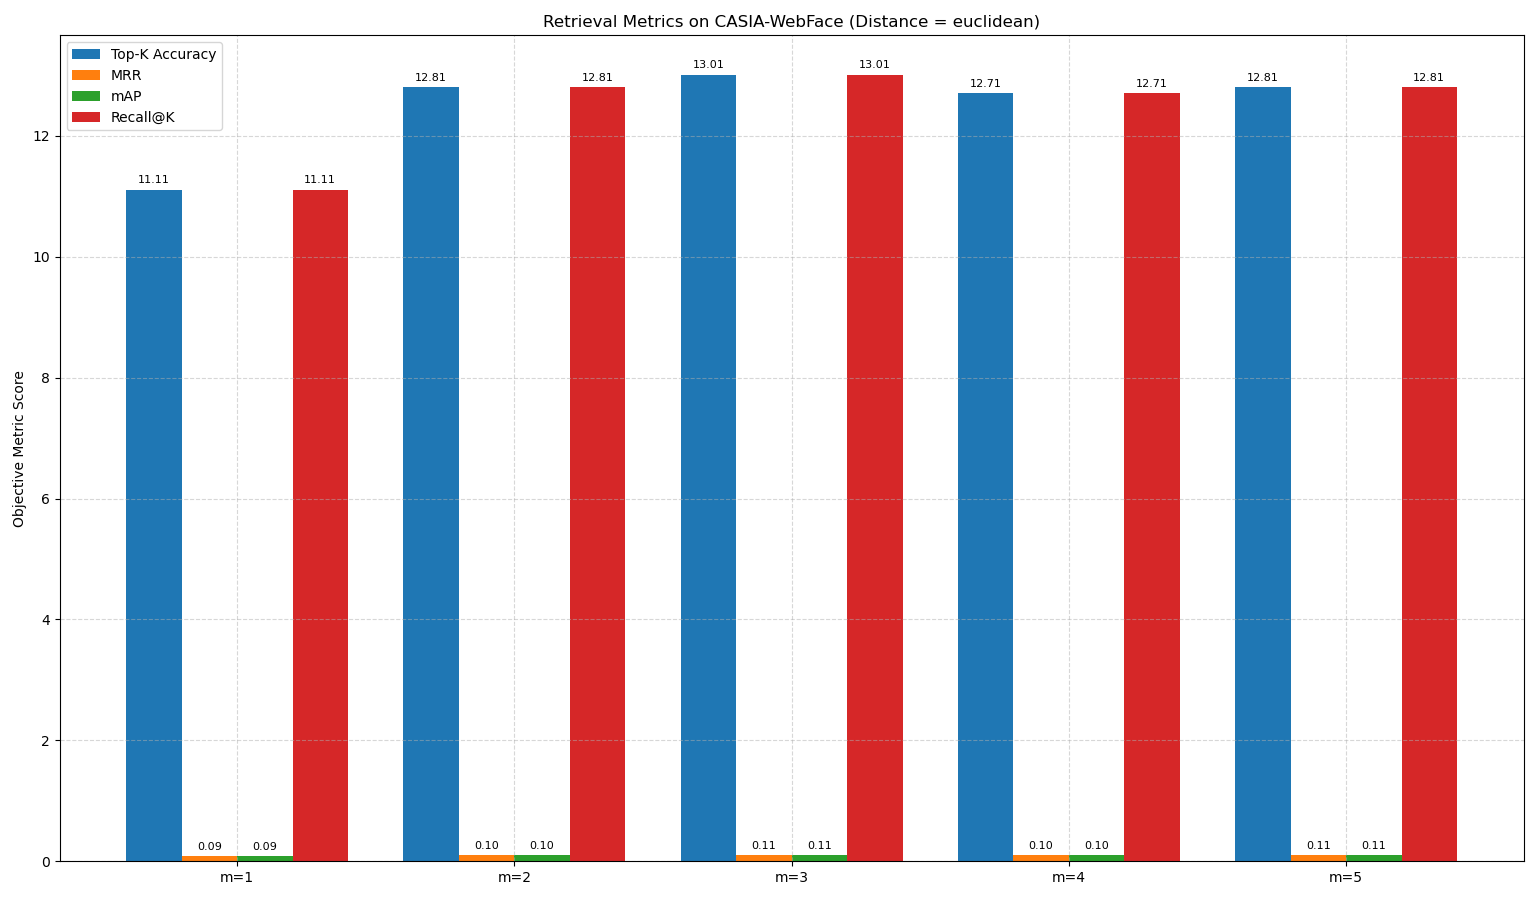 Retrieval Metrics on CASIA-WebFace (Distance = euclidean)
Top-K Accuracy
MRR
mAP
Recall@K
Objective Metric Score
12
10
8
6
4
2
0
11.11
0.09
0.09
11.11
12.81
0.10
0.10
12.81
13.01
0.11
0.11
13.01
12.71
0.10
0.10
12.71
12.81
0.11
0.11
12.81
m=1
m=2
m=3
m=4
m=5